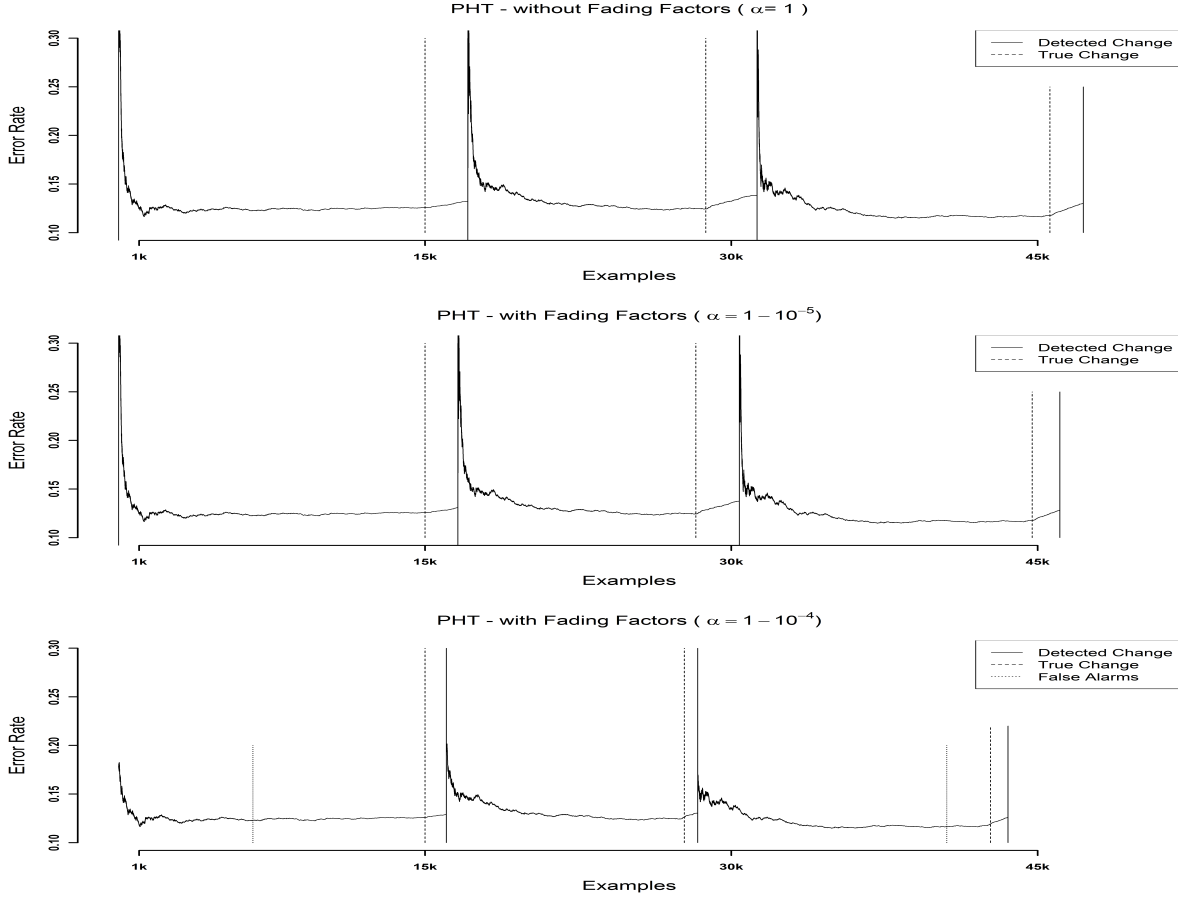 PHT - without Fading Factors ( α= 1 )
Detected Change
True Change
Error Rate
0.30
0.25
0.20
0.15
0.10
1k 15k 30k 45k
Examples
PHT - with Fading Factors ( α = 1 − 10⁻⁵)
Detected Change
True Change
Error Rate
0.30
0.25
0.20
0.15
0.10
1k 15k 30k 45k
Examples
PHT - with Fading Factors ( α = 1 − 10⁻⁴)
Detected Change
True Change
False Alarms
Error Rate
0.30
0.25
0.20
0.15
0.10
1k 15k 30k 45k
Examples